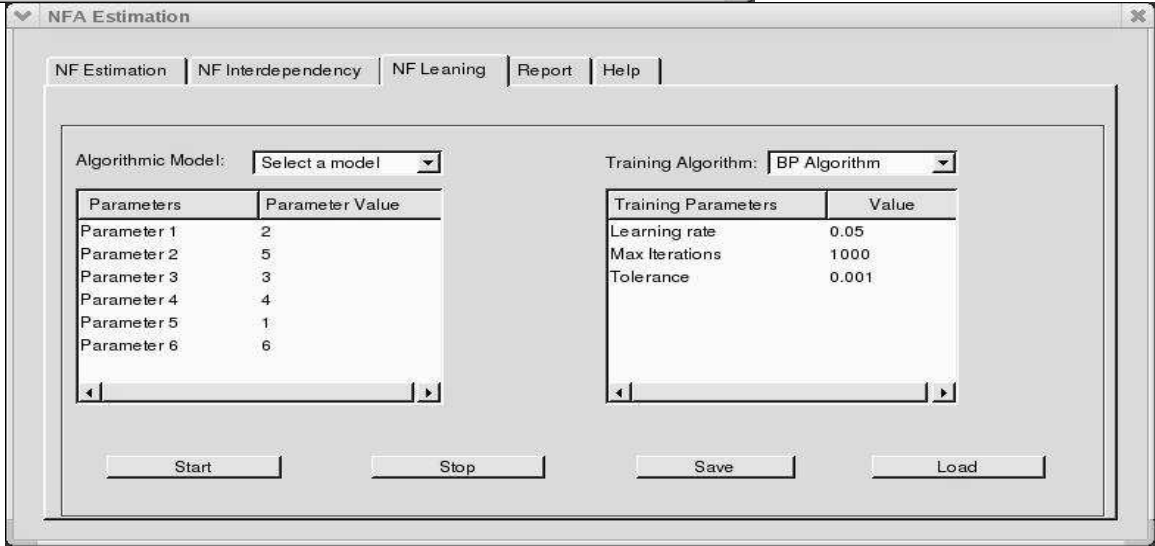 NFA Estimation
NF Estimation NF Interdependency NF Leaning Report Help
Algorithmic Model: Select a model
Parameters Parameter Value
Parameter 1 2
Parameter 2 5
Parameter 3 3
Parameter 4 4
Parameter 5 1
Parameter 6 6
Training Algorithm: BP Algorithm
Training Parameters Value
Learning rate 0.05
Max Iterations 1000
Tolerance 0.001
Start Stop Save Load